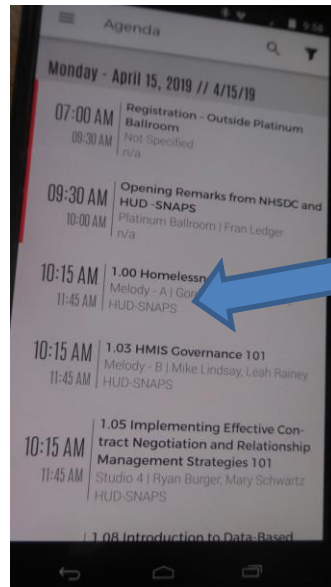 9:58
Agenda
Monday - April 15, 2019 // 4/15/19
07:00 AM
09:30 AM
Registration - Outside Platinum
Ballroom
Not Specified
n/a
09:30 AM
10:00 AM
Opening Remarks from NHSDC and
HUD -SNAPS
Platinum Ballroom | Fran Ledger
n/a
10:15 AM
11:45 AM
1.00
Melody - A |
HUD-SNAPS
10:15 AM
11:45 AM
1.03 HMIS Governance 101
Melody - B | Mike Lindsay, Leah Rainey
HUD-SNAPS
10:15 AM
11:45 AM
1.05 Implementing Effective Con-
tract Negotiation and Relationship
Management Strategies 101
Studio 4 | Ryan Burger, Mary Schwartz
HUD-SNAPS
1.08 Introduction to Data-Based